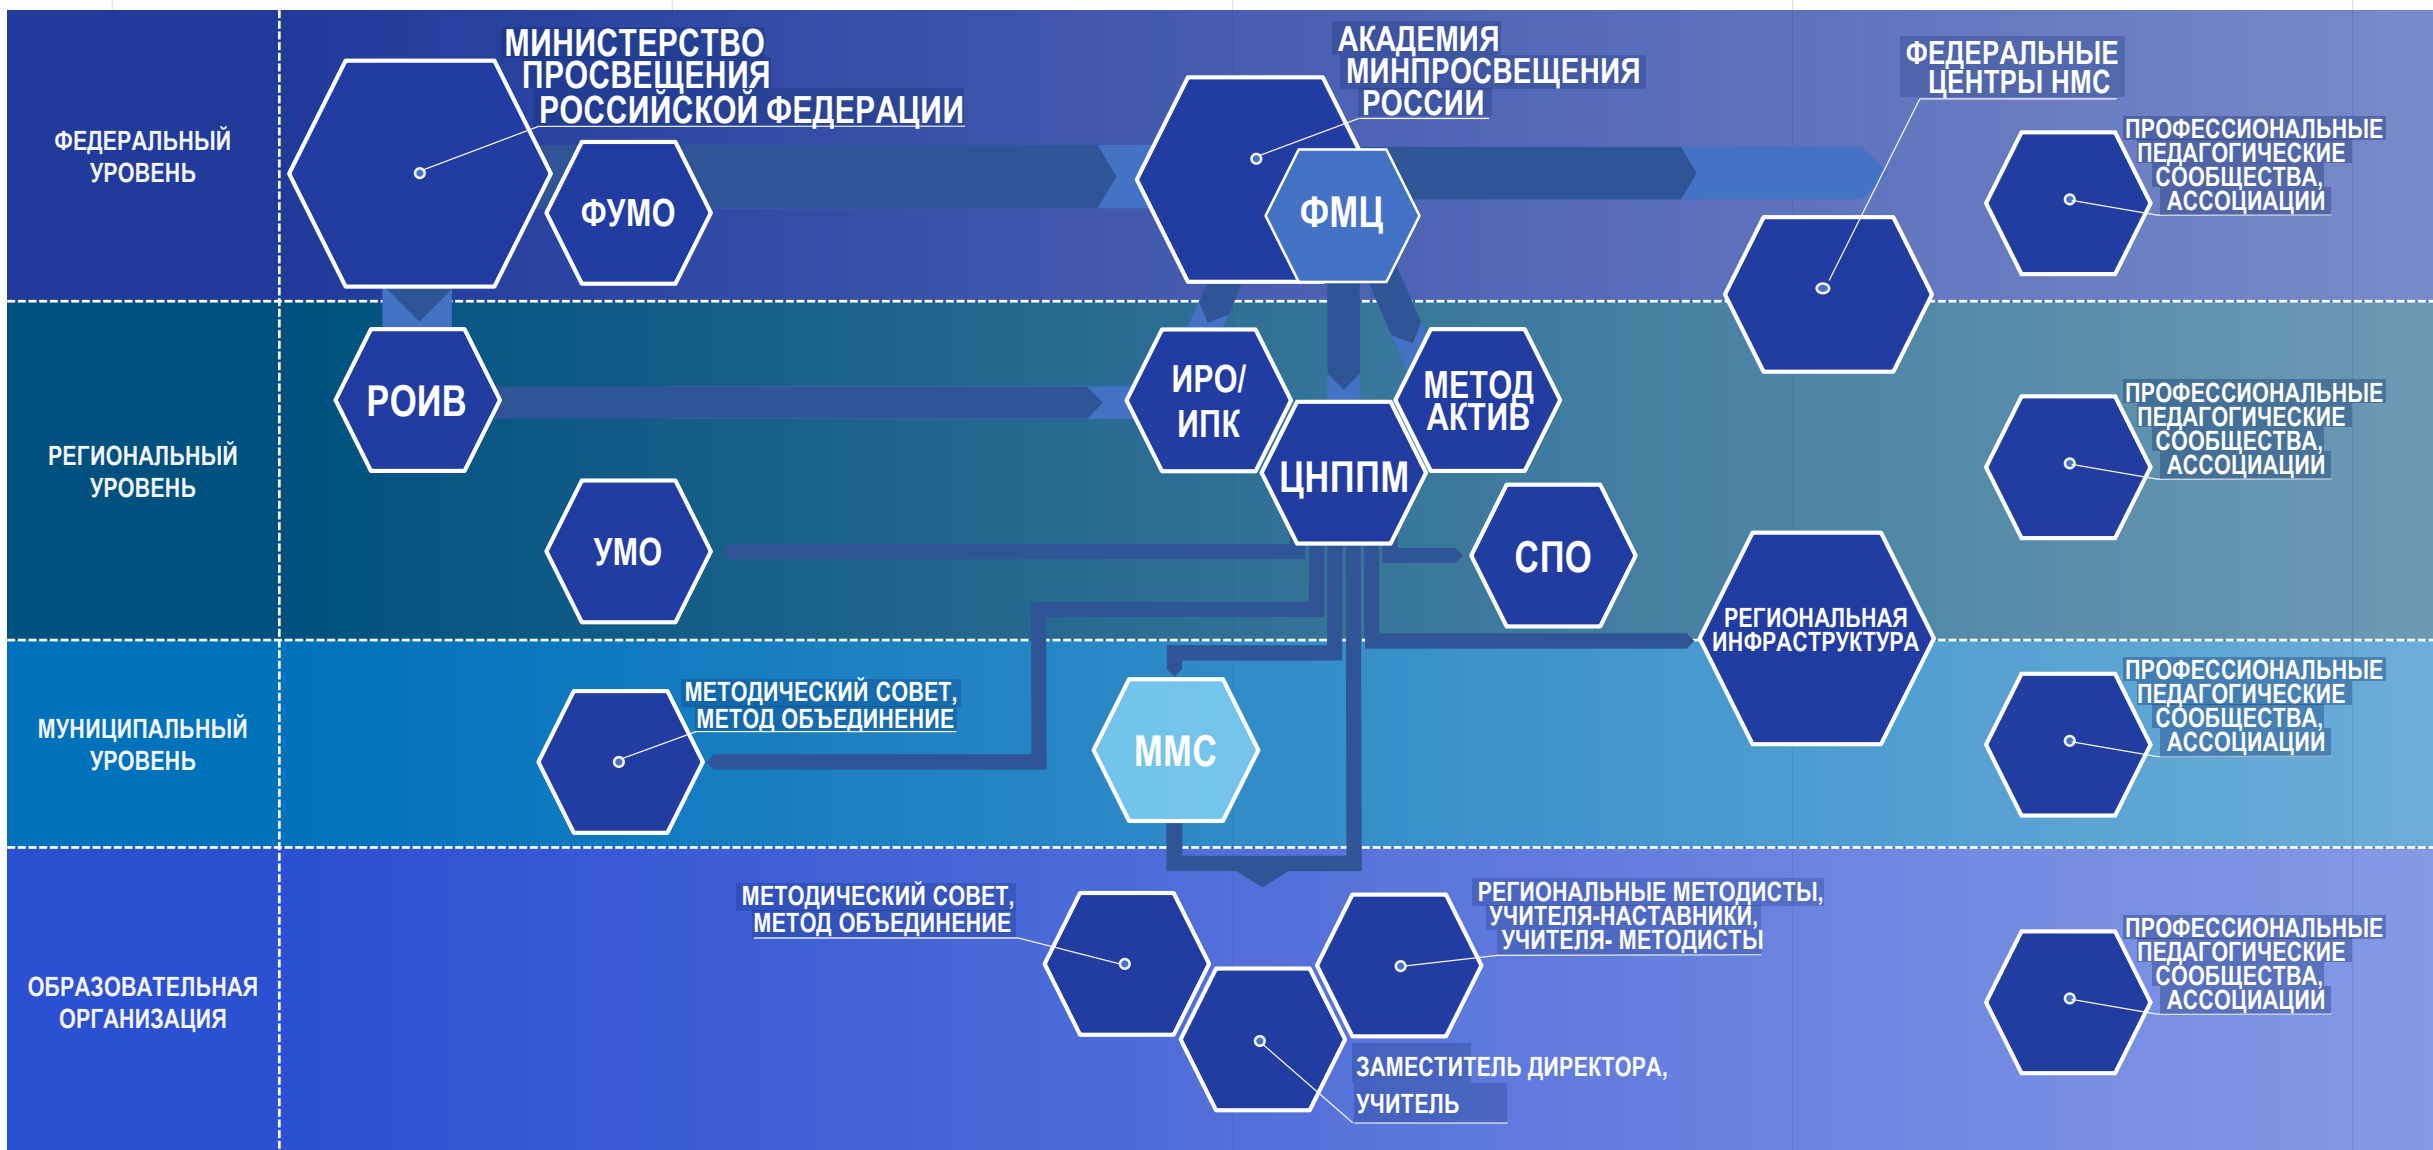 ФЕДЕРАЛЬНЫЙ
УРОВЕНЬ
МИНИСТЕРСТВО
ПРОСВЕЩЕНИЯ
РОССИЙСКОЙ ФЕДЕРАЦИИ
ФУМО
АКАДЕМИЯ
МИНПРОСВЕЩЕНИЯ
РОССИИ
ФМЦ
ФЕДЕРАЛЬНЫЕ
ЦЕНТРЫ НМС
ПРОФЕССИОНАЛЬНЫЕ
ПЕДАГОГИЧЕСКИЕ
СООБЩЕСТВА,
АССОЦИАЦИИ
РЕГИОНАЛЬНЫЙ
УРОВЕНЬ
РОИВ
ИРО/
ИПК
МЕТОД
АКТИВ
ЦНППМ
УМО
СПО
РЕГИОНАЛЬНАЯ
ИНФРАСТРУКТУРА
ПРОФЕССИОНАЛЬНЫЕ
ПЕДАГОГИЧЕСКИЕ
СООБЩЕСТВА,
АССОЦИАЦИИ
МУНИЦИПАЛЬНЫЙ
УРОВЕНЬ
МЕТОДИЧЕСКИЙ СОВЕТ,
МЕТОД ОБЪЕДИНЕНИЕ
ММС
ПРОФЕССИОНАЛЬНЫЕ
ПЕДАГОГИЧЕСКИЕ
СООБЩЕСТВА,
АССОЦИАЦИИ
ОБРАЗОВАТЕЛЬНАЯ
ОРГАНИЗАЦИЯ
МЕТОДИЧЕСКИЙ СОВЕТ,
МЕТОД ОБЪЕДИНЕНИЕ
РЕГИОНАЛЬНЫЕ МЕТОДИСТЫ,
УЧИТЕЛЯ-НАСТАВНИКИ,
УЧИТЕЛЯ- МЕТОДИСТЫ
ЗАМЕСТИТЕЛЬ ДИРЕКТОРА,
УЧИТЕЛЬ
ПРОФЕССИОНАЛЬНЫЕ
ПЕДАГОГИЧЕСКИЕ
СООБЩЕСТВА,
АССОЦИАЦИИ